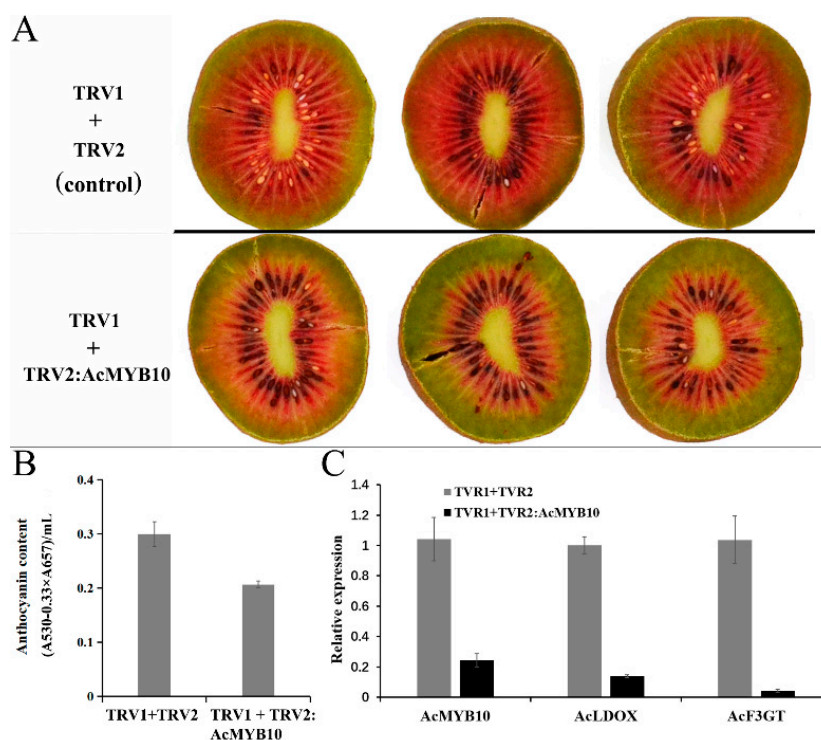 A
TRV1
+
TRV2
(control)
TRV1
+
TRV2:AcMYB10
B
Anthocyanin content
(A530-0.33×A657)/mL
0.4
0.3
0.2
0.1
0
TRV1+TRV2
TRV1 + TRV2:
AcMYB10
C
TVR1+TVR2
TVR1+TVR2:AcMYB10
Relative expression
1.4
1.2
1
0.8
0.6
0.4
0.2
0
AcMYB10
AcLDOX
AcF3GT